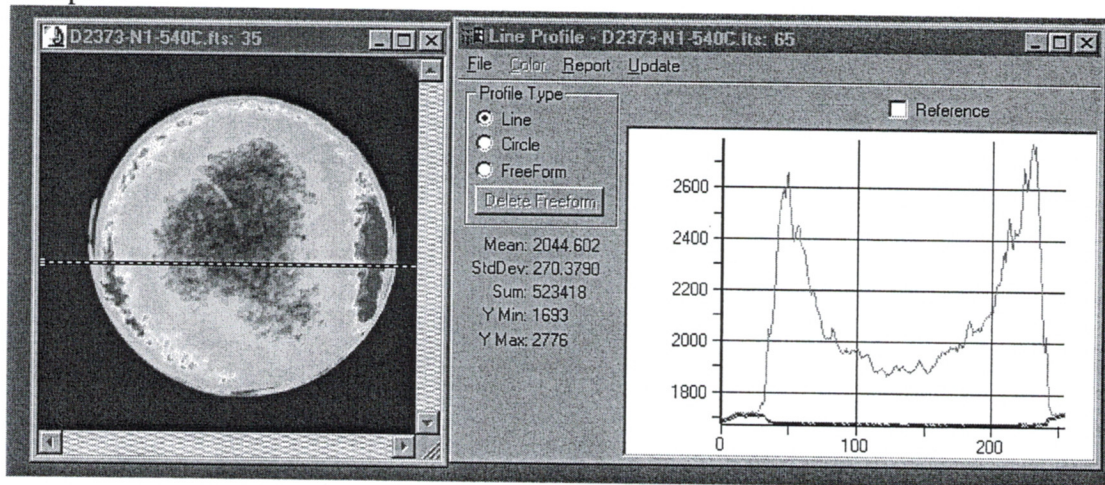 D2373-N1-540C.fts: 35
Line Profile - D2373-N1-540C.fts: 65
File Color Report Update
Profile Type
Line
Circle
FreeForm
Delete Freeform
Mean: 2044.602
StdDev: 270.3790
Sum: 523418
Y Min: 1693
Y Max: 2776
Reference
2600
2400
2200
2000
1800
0 100 200